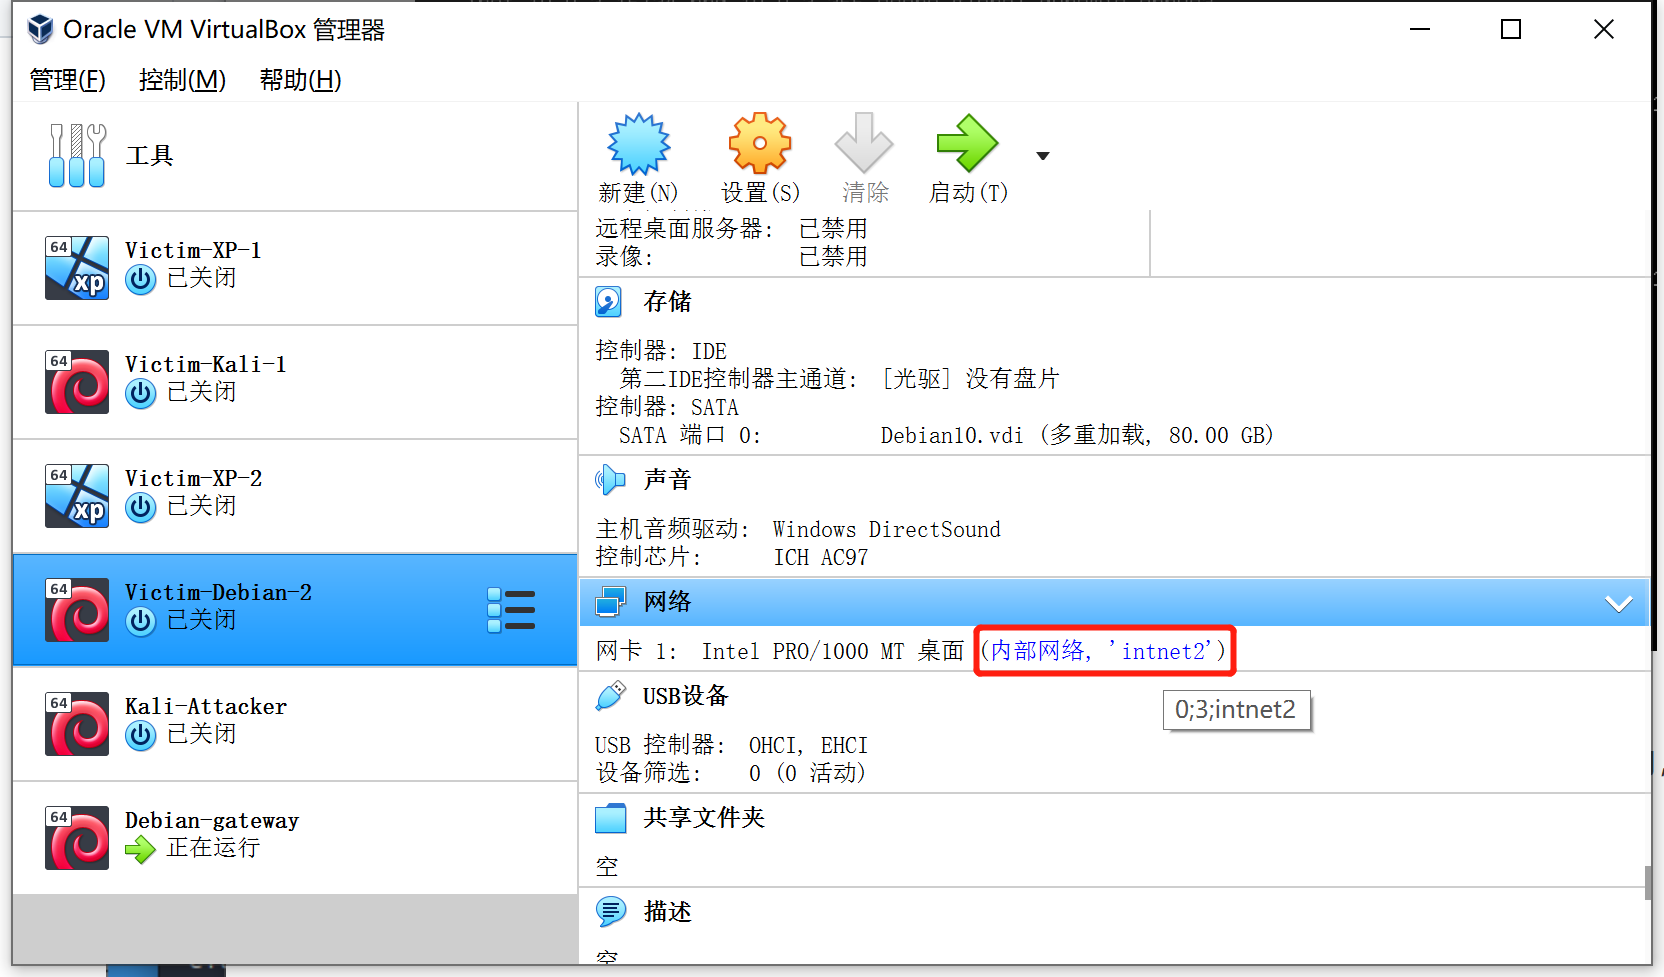 Oracle VM VirtualBox 管理器
管理(F) 控制(M) 帮助(H)
工具
新建(N) 设置(S) 清除 启动(T)
64
Victim-XP-1
xp
已关闭
64
Victim-Kali-1
已关闭
64
Victim-XP-2
xp
已关闭
64
Victim-Debian-2
已关闭
64
Kali-Attacker
已关闭
64
Debian-gateway
正在运行
远程桌面服务器: 已禁用
录像: 已禁用
存储
控制器: IDE
第二IDE控制器主通道: [光驱] 没有盘片
控制器: SATA
SATA 端口 0: Debian10.vdi (多重加载, 80.00 GB)
声音
主机音频驱动: Windows DirectSound
控制芯片: ICH AC97
网络
网卡 1: Intel PRO/1000 MT 桌面 (内部网络, 'intnet2')
0;3;intnet2
USB设备
USB 控制器: OHCI, EHCI
设备筛选: 0 (0 活动)
共享文件夹
空
描述
空